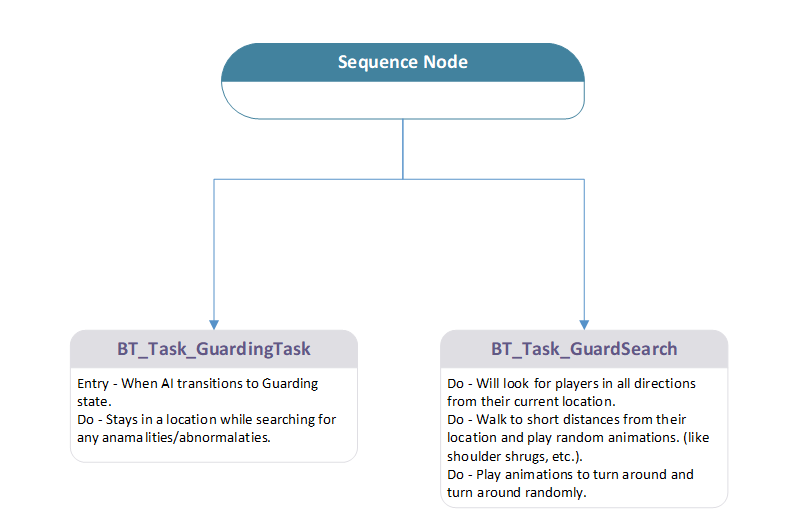 Sequence Node
BT_Task_GuardingTask
Entry - When AI transitions to Guarding
state.
Do - Stays in a location while searching for
any anamalities/abnormalaties.
BT_Task_GuardSearch
Do - Will look for players in all directions
from their current location.
Do - Walk to short distances from their
location and play random animations. (like
shoulder shrugs, etc.).
Do - Play animations to turn around and
turn around randomly.